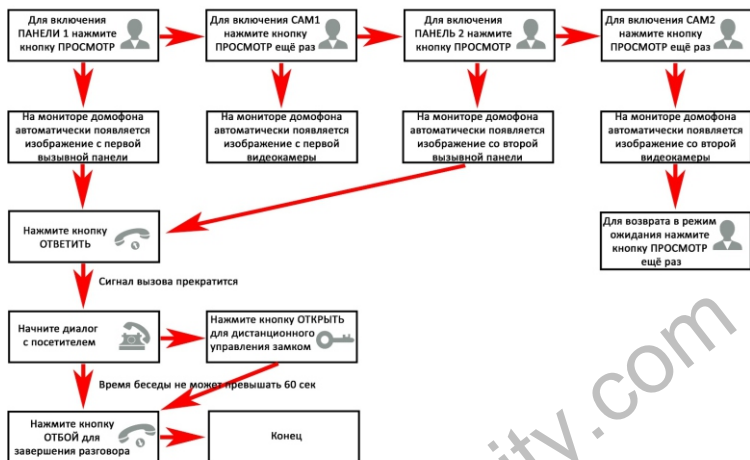 Для включения
ПАНЕЛИ 1 нажмите
кнопку ПРОСМОТР
Для включения САМ1
нажмите кнопку
ПРОСМОТР ещё раз
Для включения
ПАНЕЛЬ 2 нажмите
кнопку ПРОСМОТР
Для включения САМ2
нажмите кнопку
ПРОСМОТР ещё раз
На мониторе домофона
автоматически появляется
изображение с первой
вызывной панели
На мониторе домофона
автоматически появляется
изображение с первой
видеокамеры
На мониторе домофона
автоматически появляется
изображение со второй
вызывной панели
На мониторе домофона
автоматически появляется
изображение со второй
видеокамеры
Нажмите кнопку
ОТВЕТИТЬ
Для возврата в режим
ожидания нажмите
кнопку ПРОСМОТР
ещё раз
Сигнал вызова прекратится
Начните диалог
с посетителем
Нажмите кнопку ОТКРЫТЬ
для дистанционного
управления замком
Время беседы не может превышать 60 сек
Нажмите кнопку
ОТБОЙ для
завершения разговора
Конец